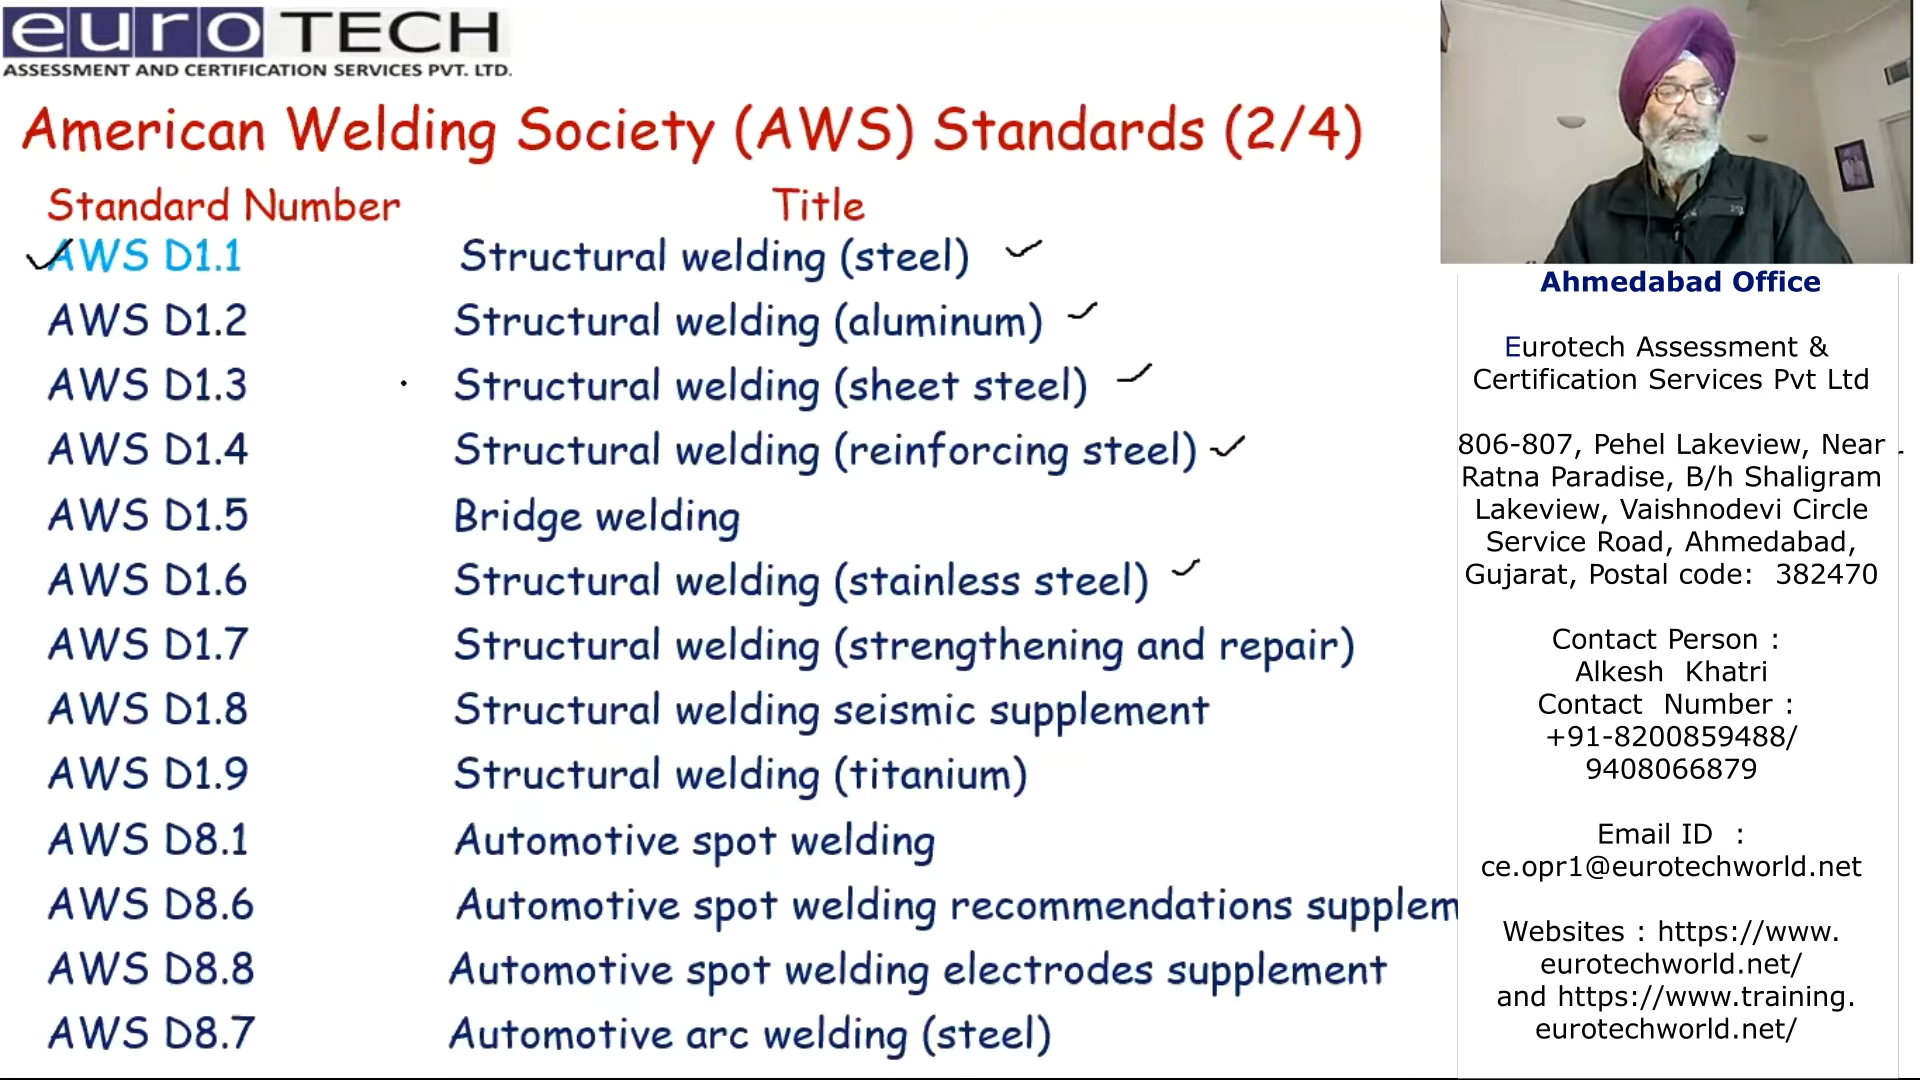 euro TECH
ASSESSMENT AND CERTIFICATION SERVICES PVT. LTD.
American Welding Society (AWS) Standards (2/4)
Standard Number Title
AWS D1.1 Structural welding (steel)
AWS D1.2 Structural welding (aluminum)
AWS D1.3 Structural welding (sheet steel)
AWS D1.4 Structural welding (reinforcing steel)
AWS D1.5 Bridge welding
AWS D1.6 Structural welding (stainless steel)
AWS D1.7 Structural welding (strengthening and repair)
AWS D1.8 Structural welding seismic supplement
AWS D1.9 Structural welding (titanium)
AWS D8.1 Automotive spot welding
AWS D8.6 Automotive spot welding recommendations supplem
AWS D8.8 Automotive spot welding electrodes supplement
AWS D8.7 Automotive arc welding (steel)
Ahmedabad Office
Eurotech Assessment &
Certification Services Pvt Ltd
806-807, Pehel Lakeview, Near
Ratna Paradise, B/h Shaligram
Lakeview, Vaishnodevi Circle
Service Road, Ahmedabad,
Gujarat, Postal code: 382470
Contact Person :
Alkesh Khatri
Contact Number :
+91-8200859488/
9408066879
Email ID :
ce.opr1@eurotechworld.net
Websites : https://www.
eurotechworld.net/
and https://www.training.
eurotechworld.net/